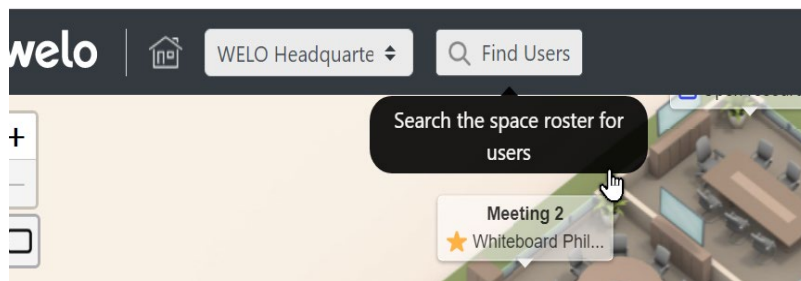 welo
WELO Headquarte
Find Users
Search the space roster for
users
Meeting 2
Whiteboard Phil...